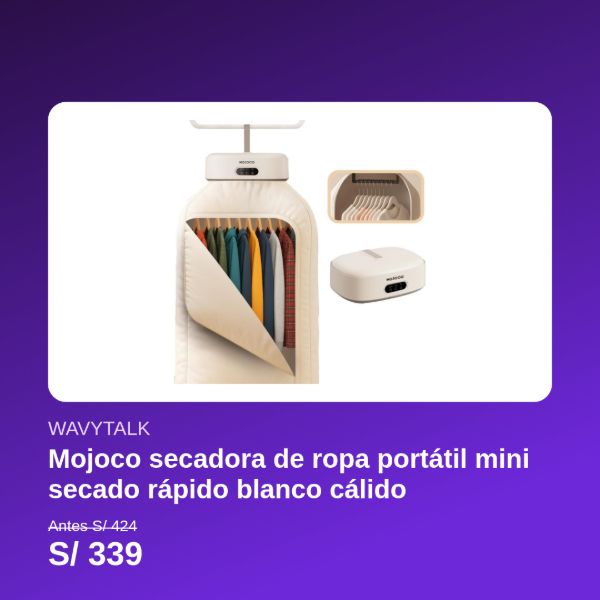 MOJOCO
MOJOCO
WAVYTALK
Mojoco secadora de ropa portátil mini
secado rápido blanco cálido
Antes S/ 424
S/ 339